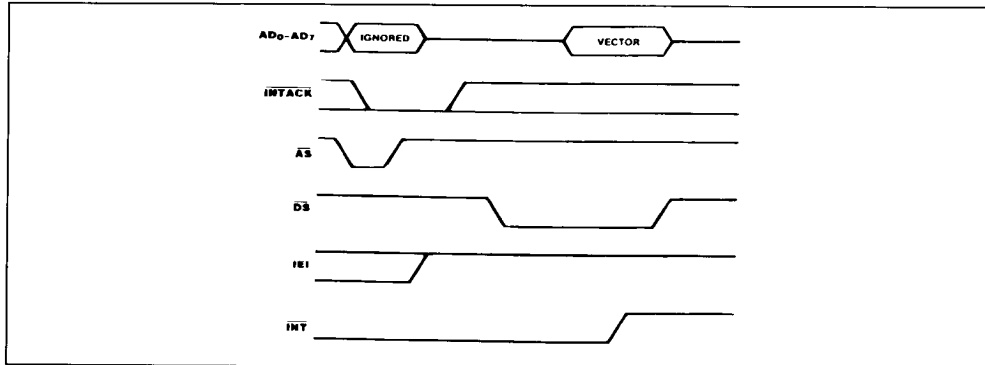 AD₀-AD₇ IGNORED VECTOR
INTACK
AS
DS
IEI
INT